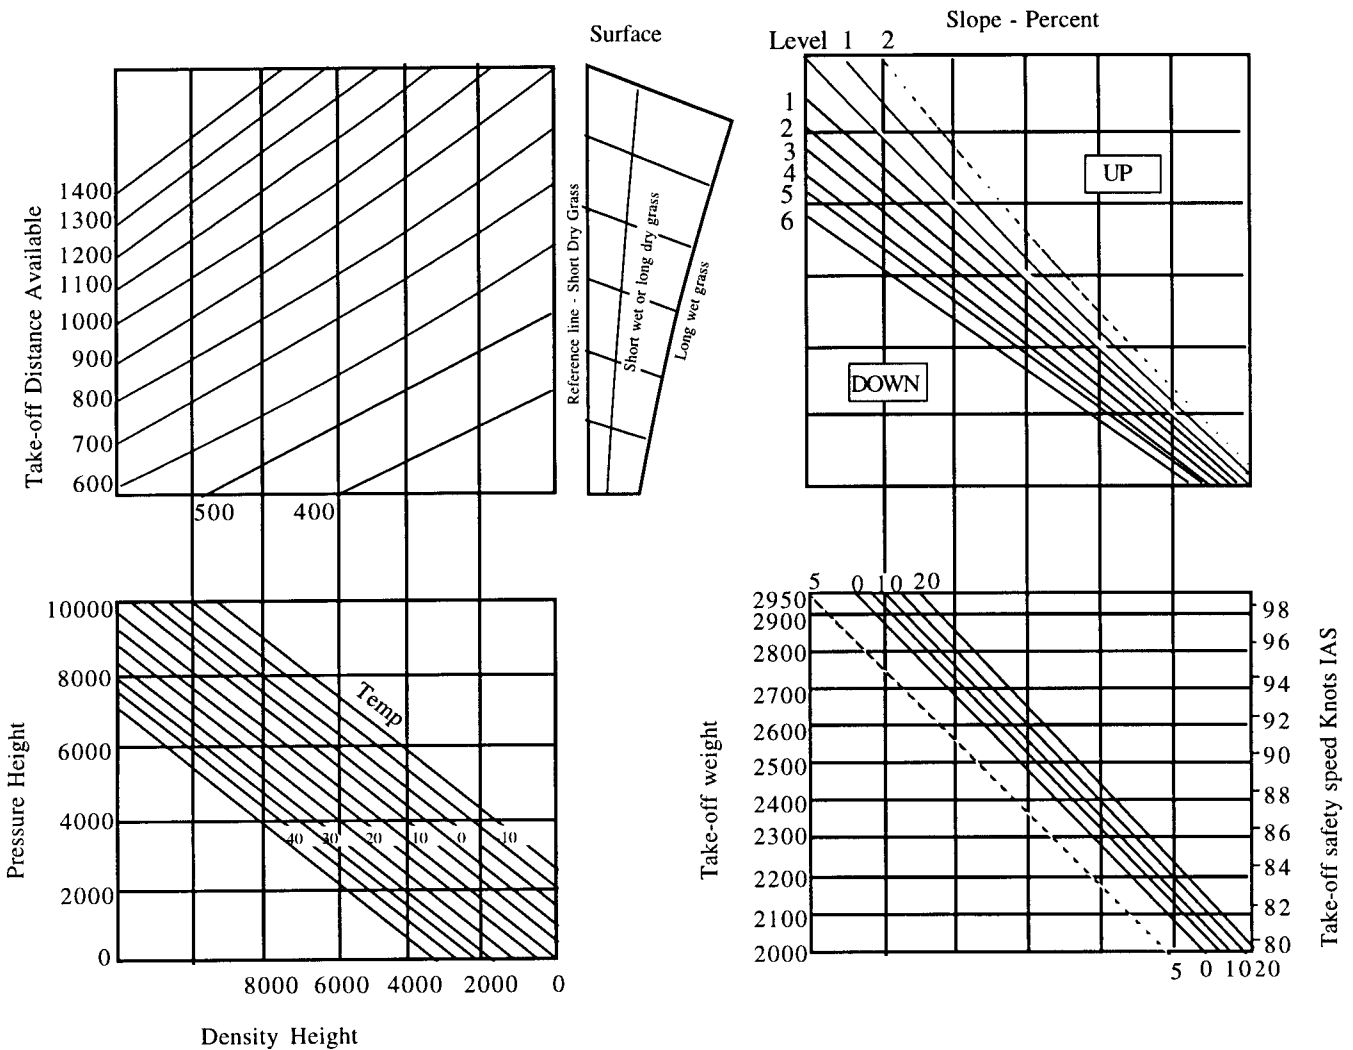 Slope - Percent
Surface
Level 1 2
1
2
3
4
5
6
UP
DOWN
Take-off Distance Available
1400
1300
1200
1100
1000
900
800
700
600
500 400
Reference line - Short Dry Grass
Short wet or long dry grass
Long wet grass
Pressure Height
10000
8000
6000
4000
2000
0
Temp
40 30 20 10 0 -10
8000 6000 4000 2000 0
Density Height
5 0 10 20
Take-off weight
2950
2900
2800
2700
2600
2500
2400
2300
2200
2100
2000
98
96
94
92
90
88
86
84
82
80
Take-off safety speed Knots IAS
5 0 10 20